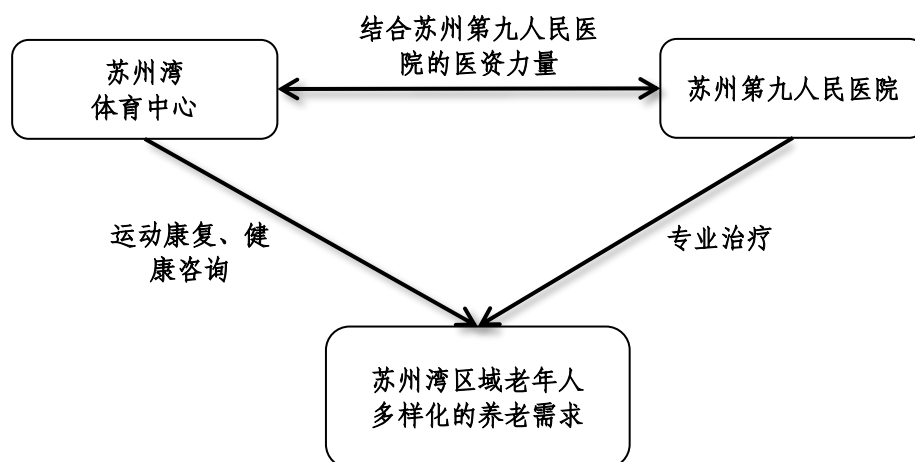 结合苏州第九人民医
院的医资力量
苏州湾
体育中心
苏州第九人民医院
运动康复、健
康咨询
专业治疗
苏州湾区域老年人
多样化的养老需求